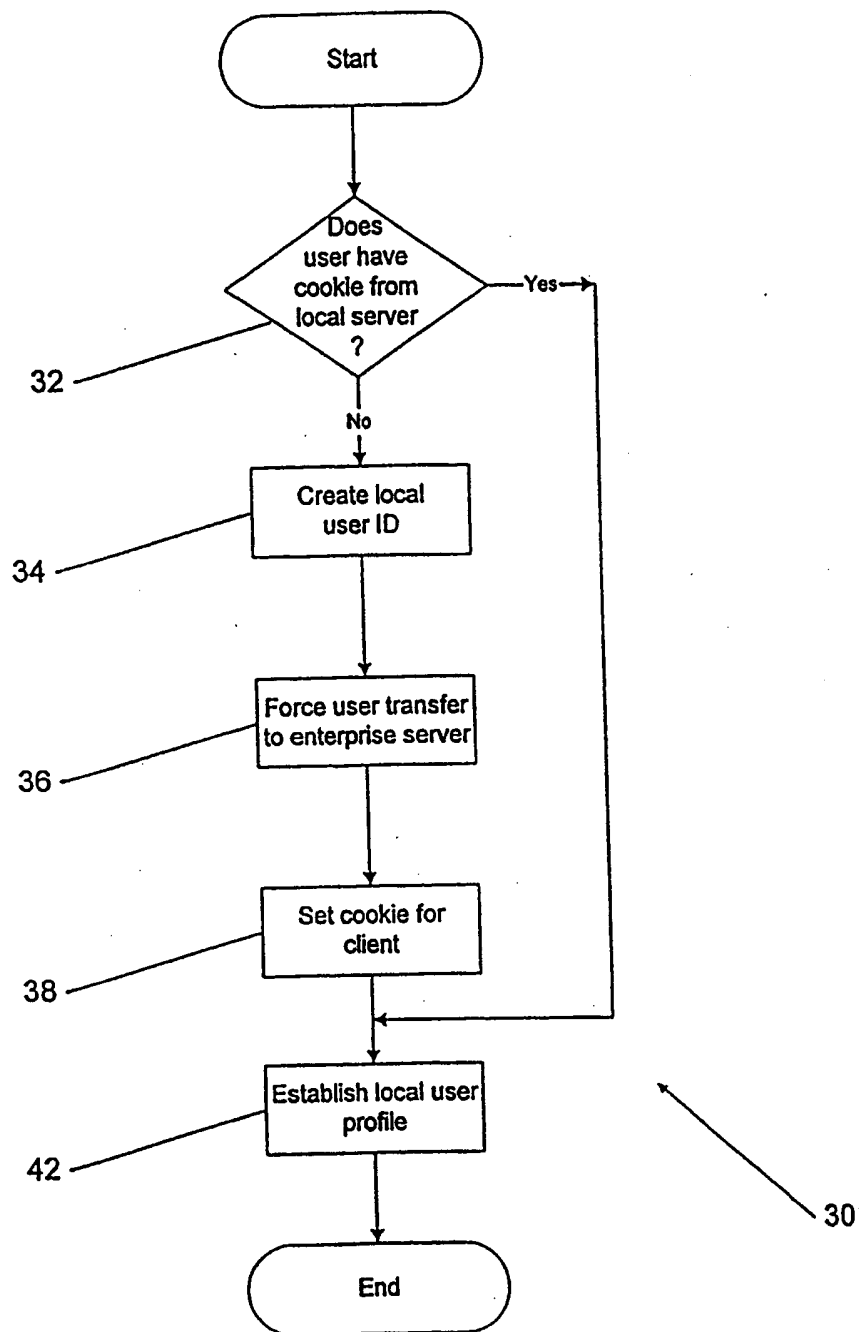 Start
Does
user have
cookie from
local server
?
Yes
32
No
Create local
user ID
34
Force user transfer
to enterprise server
36
Set cookie for
client
38
Establish local user
profile
42
30
End